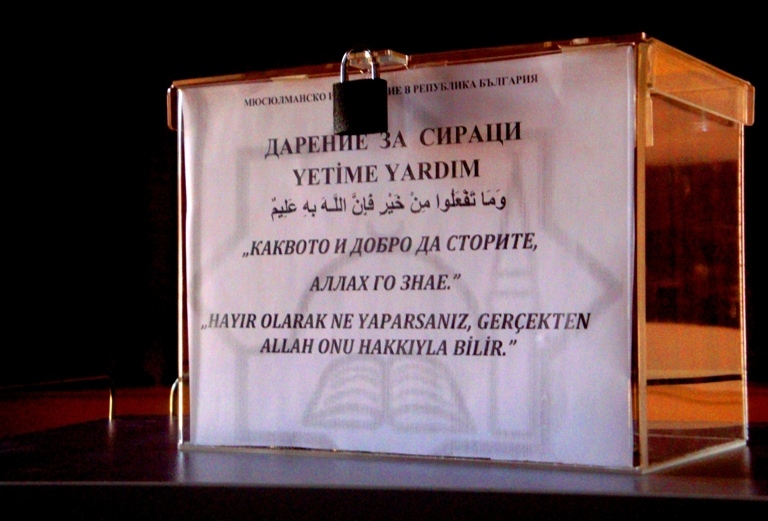 МЮСЮЛМАНСКО ИЕ В РЕПУБЛИКА БЪЛГАРИЯ
ДАРЕНИЕ ЗА СИРАЦИ
YETİME YARDIM
وَمَا تَفْعَلُوا مِنْ خَيْرٍ فَإِنَّ اللَّهَ بِهِ عَلِيمٌ
„КАКВОТО И ДОБРО ДА СТОРИТЕ,
АЛЛАХ ГО ЗНАЕ.”
„HAYIR OLARAK NE YAPARSANIZ, GERÇEKTEN
ALLAH ONU HAKKIYLA BİLİR.”